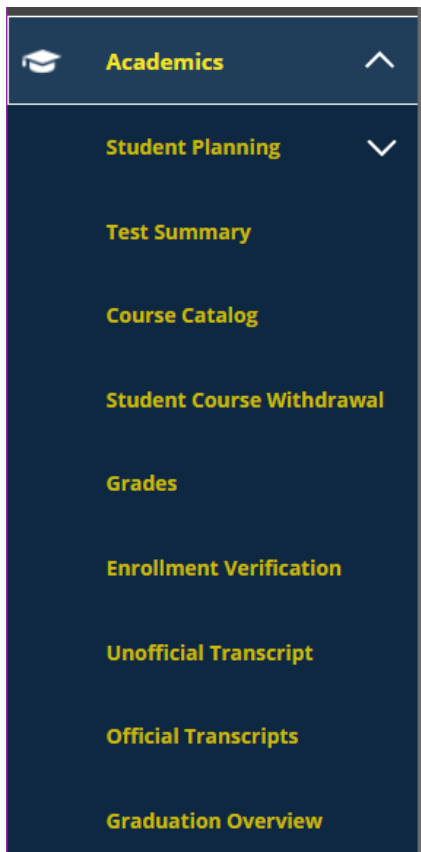 Academics
Student Planning
Test Summary
Course Catalog
Student Course Withdrawal
Grades
Enrollment Verification
Unofficial Transcript
Official Transcripts
Graduation Overview